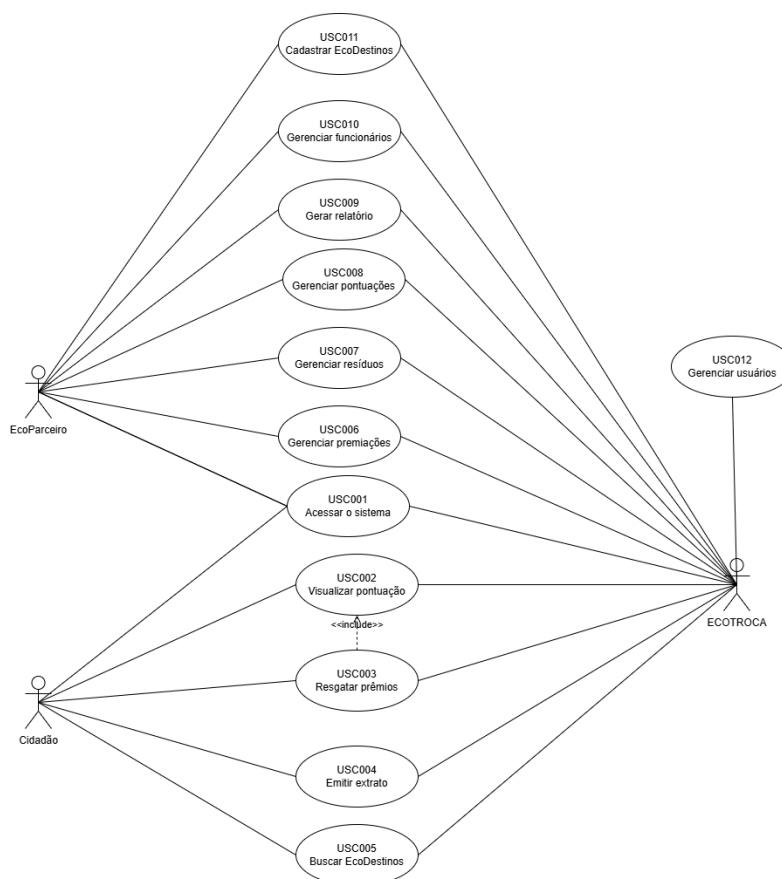 USC011
Cadastrar EcoDestinos
USC010
Gerenciar funcionários
USC009
Gerar relatório
USC008
Gerenciar pontuações
USC007
Gerenciar resíduos
USC012
Gerenciar usuários
EcoParceiro
USC006
Gerenciar premiações
USC001
Acessar o sistema
USC002
Visualizar pontuação
ECOTROCA
<<include>>
USC003
Resgatar prêmios
Cidadão
USC004
Emitir extrato
USC005
Buscar EcoDestinos